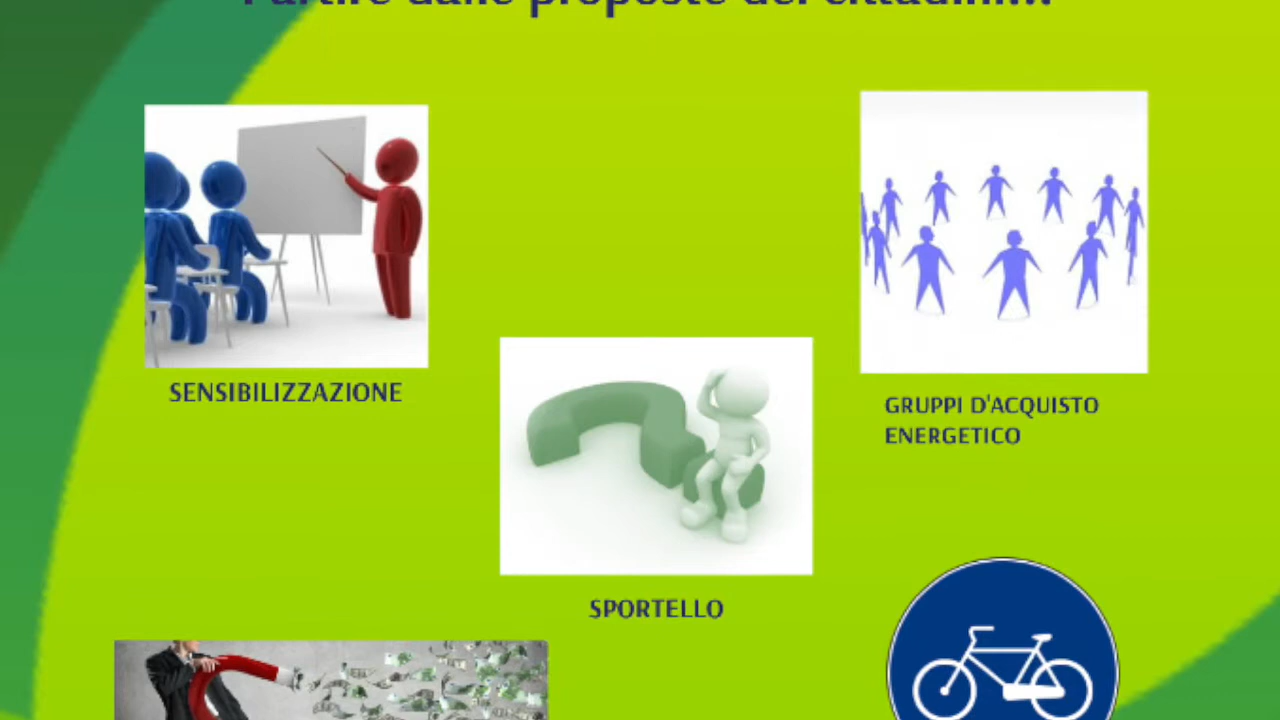 Partire dalle proposte dei cittadini...
SENSIBILIZZAZIONE
GRUPPI D'ACQUISTO
ENERGETICO
SPORTELLO